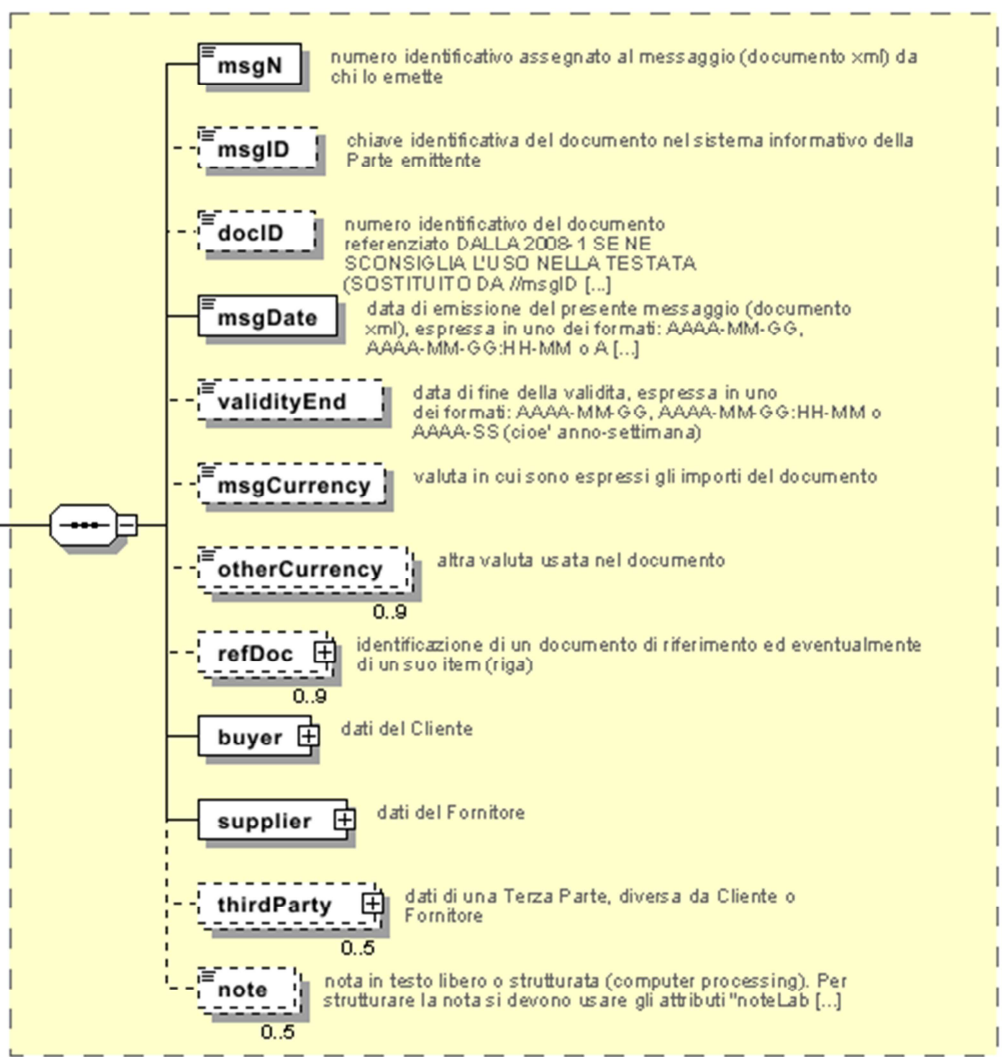 msgN
numero identificativo assegnato al messaggio (documento xml) da
chi lo emette
msgID
chiave identificativa del documento nel sistema informativo della
Parte emittente
docID
numero identificativo del documento
referenziato DALLA 2008-1 SE NE
SCONSIGLIA L'USO NELLA TESTATA
(SOSTITUITO DA //msgID [...]
msgDate
data di emissione del presente messaggio (documento
xml), espressa in uno dei formati: AAAA-MM-GG,
AAAA-MM-GG:HH-MM o A [...]
validityEnd
data di fine della validita, espressa in uno
dei formati: AAAA-MM-GG, AAAA-MM-GG:HH-MM o
AAAA-SS (cioe' anno-settimana)
msgCurrency
valuta in cui sono espressi gli importi del documento
otherCurrency
altra valuta usata nel documento
0..9
refDoc
identificazione di un documento di riferimento ed eventualmente
di un suo item (riga)
0..9
buyer
dati del Cliente
supplier
dati del Fornitore
thirdParty
dati di una Terza Parte, diversa da Cliente o
Fornitore
0..5
note
nota in testo libero o strutturata (computer processing). Per
strutturare la nota si devono usare gli attributi "noteLab [...]
0..5